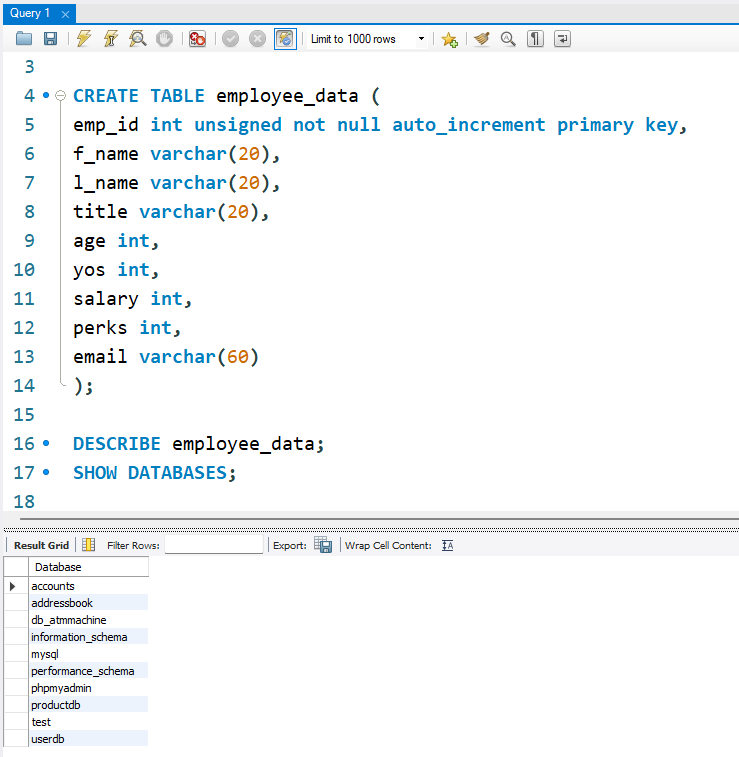 Query 1
Limit to 1000 rows
3
4 CREATE TABLE employee_data (
5 emp_id int unsigned not null auto_increment primary key,
6 f_name varchar(20),
7 l_name varchar(20),
8 title varchar(20),
9 age int,
10 yos int,
11 salary int,
12 perks int,
13 email varchar(60)
14 );
15
16 DESCRIBE employee_data;
17 SHOW DATABASES;
18
Result Grid Filter Rows: Export: Wrap Cell Content:
Database
accounts
addressbook
db_atmmachine
information_schema
mysql
performance_schema
phpmyadmin
productdb
test
userdb